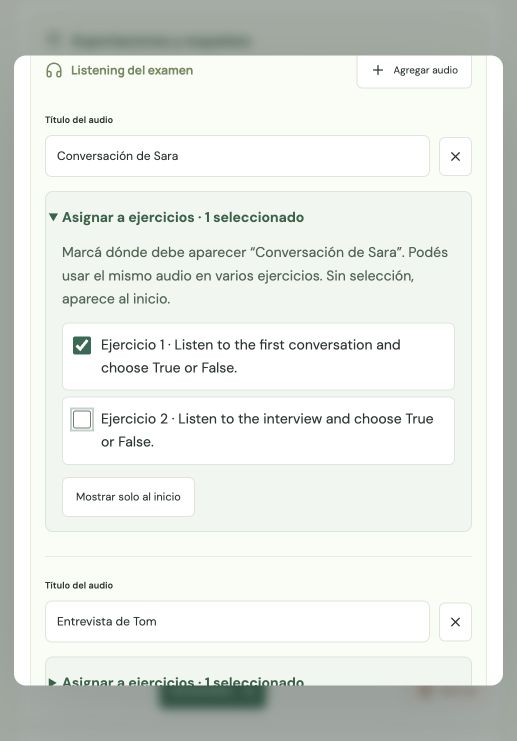 Listening del examen
Agregar audio
Título del audio
Conversación de Sara
Asignar a ejercicios · 1 seleccionado
Marcá dónde debe aparecer “Conversación de Sara”. Podés
usar el mismo audio en varios ejercicios. Sin selección,
aparece al inicio.
Ejercicio 1 · Listen to the first conversation and
choose True or False.
Ejercicio 2 · Listen to the interview and choose True
or False.
Mostrar solo al inicio
Título del audio
Entrevista de Tom
Asignar a ejercicios · 1 seleccionado